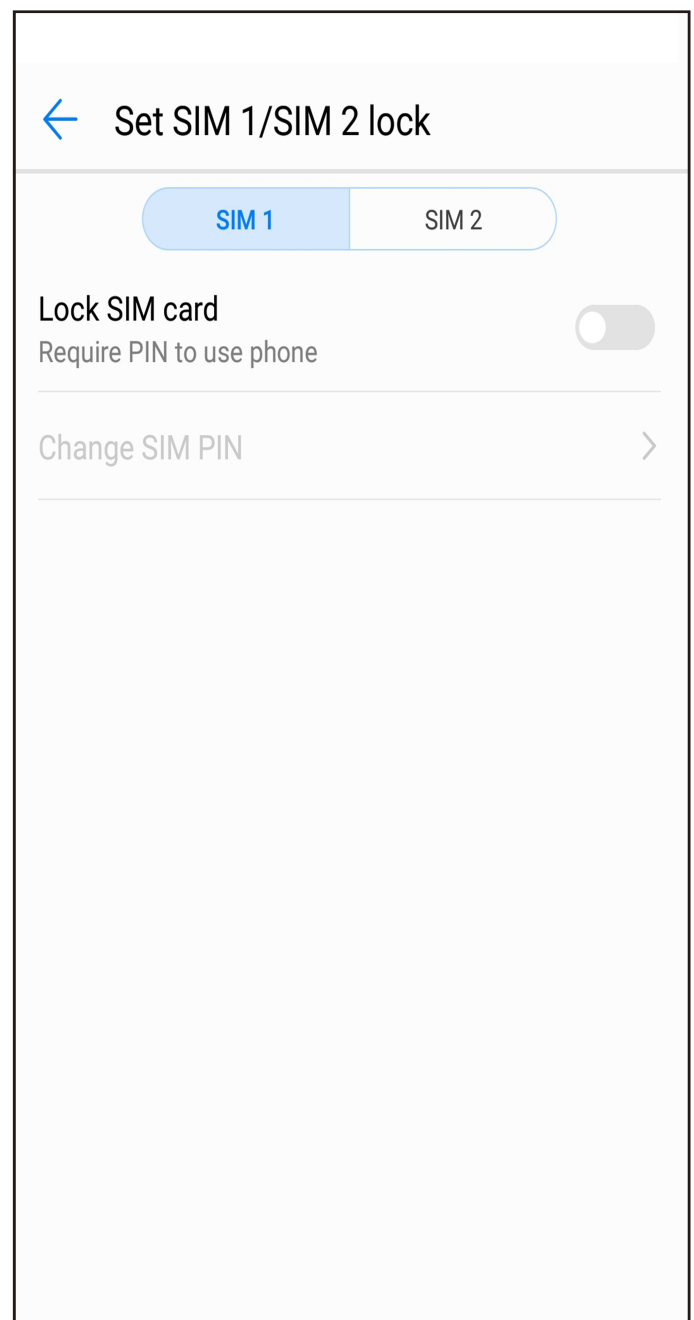 Set SIM 1/SIM 2 lock
SIM 1 SIM 2
Lock SIM card
Require PIN to use phone
Change SIM PIN